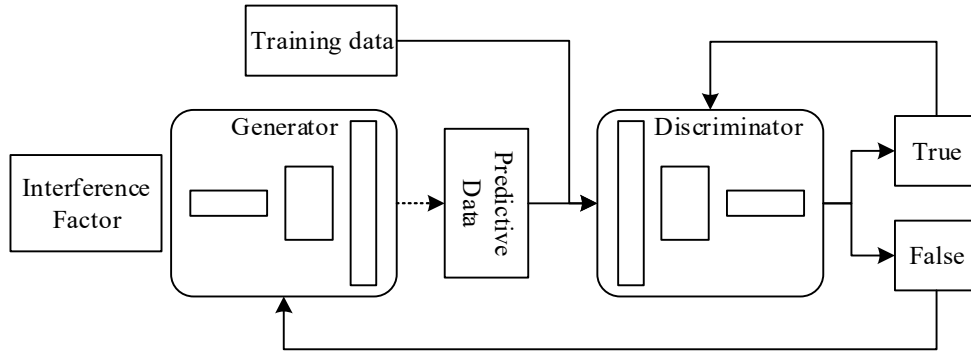 Training data
Generator
Discriminator
Interference
Factor
Predictive
Data
True
False